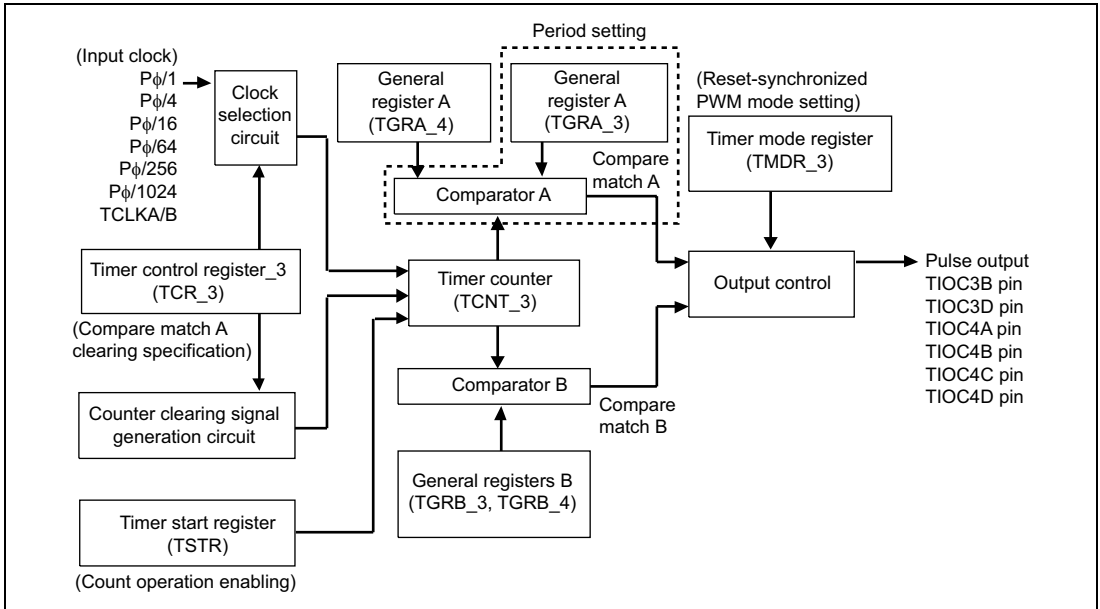 Period setting
(Input clock)
Pϕ/1
Pϕ/4
Pϕ/16
Pϕ/64
Pϕ/256
Pϕ/1024
TCLKA/B
Clock
selection
circuit
General
register A
(TGRA_4)
General
register A
(TGRA_3)
(Reset-synchronized
PWM mode setting)
Timer mode register
(TMDR_3)
Compare
match A
Comparator A
Timer control register_3
(TCR_3)
(Compare match A
clearing specification)
Timer counter
(TCNT_3)
Output control
Pulse output
TIOC3B pin
TIOC3D pin
TIOC4A pin
TIOC4B pin
TIOC4C pin
TIOC4D pin
Comparator B
Compare
match B
Counter clearing signal
generation circuit
General registers B
(TGRB_3, TGRB_4)
Timer start register
(TSTR)
(Count operation enabling)